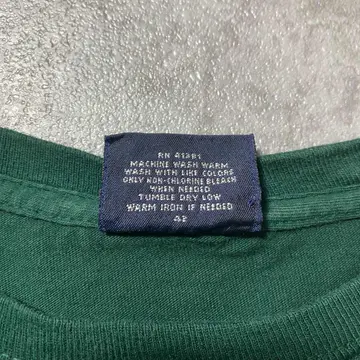 RN 41381
MACHINE WASH WARM
WASH WITH LIKE COLORS
ONLY NON-CHLORINE BLEACH
WHEN NEEDED
TUMBLE DRY LOW
WARM IRON IF NEEDED
42